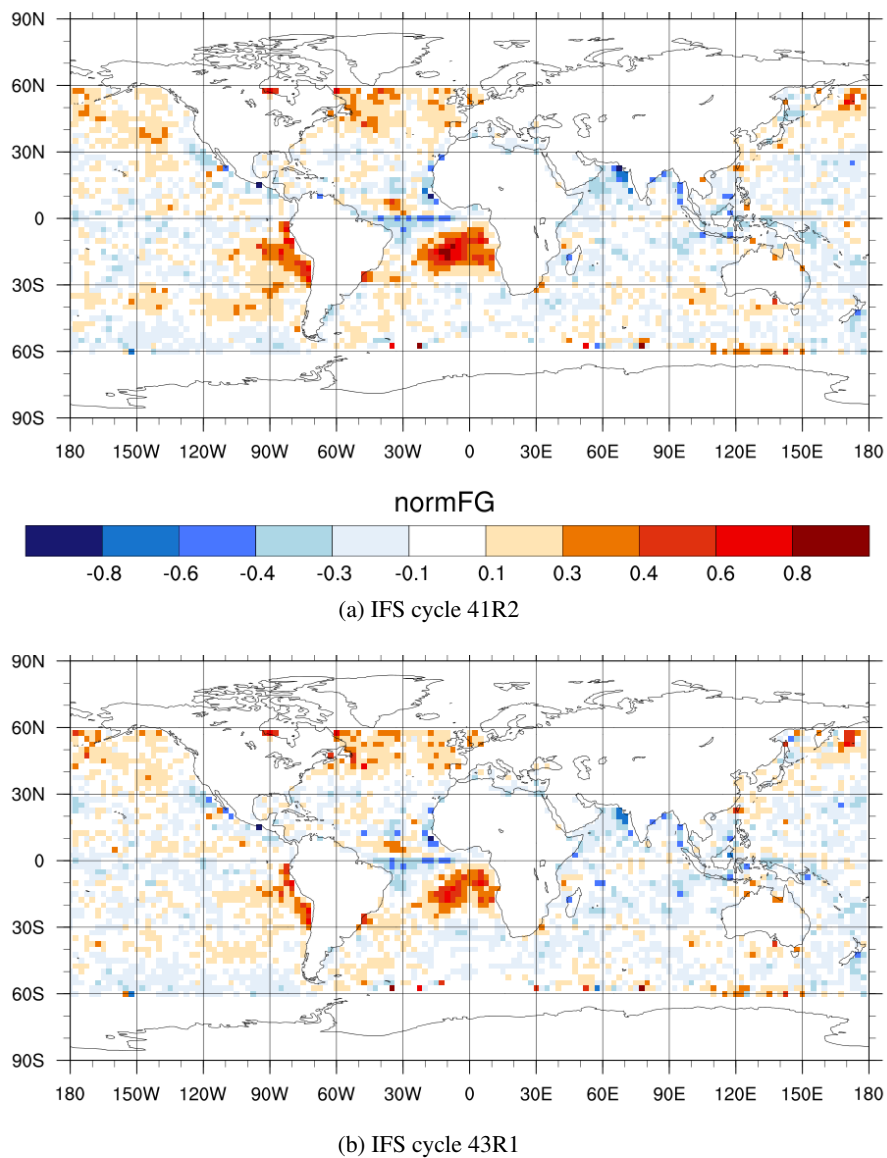 90N
60N
30N
0
30S
60S
90S
180 150W 120W 90W 60W 30W 0 30E 60E 90E 120E 150E 180
normFG
-0.8 -0.6 -0.4 -0.3 -0.1 0.1 0.3 0.4 0.6 0.8
(a) IFS cycle 41R2
90N
60N
30N
0
30S
60S
90S
180 150W 120W 90W 60W 30W 0 30E 60E 90E 120E 150E 180
(b) IFS cycle 43R1